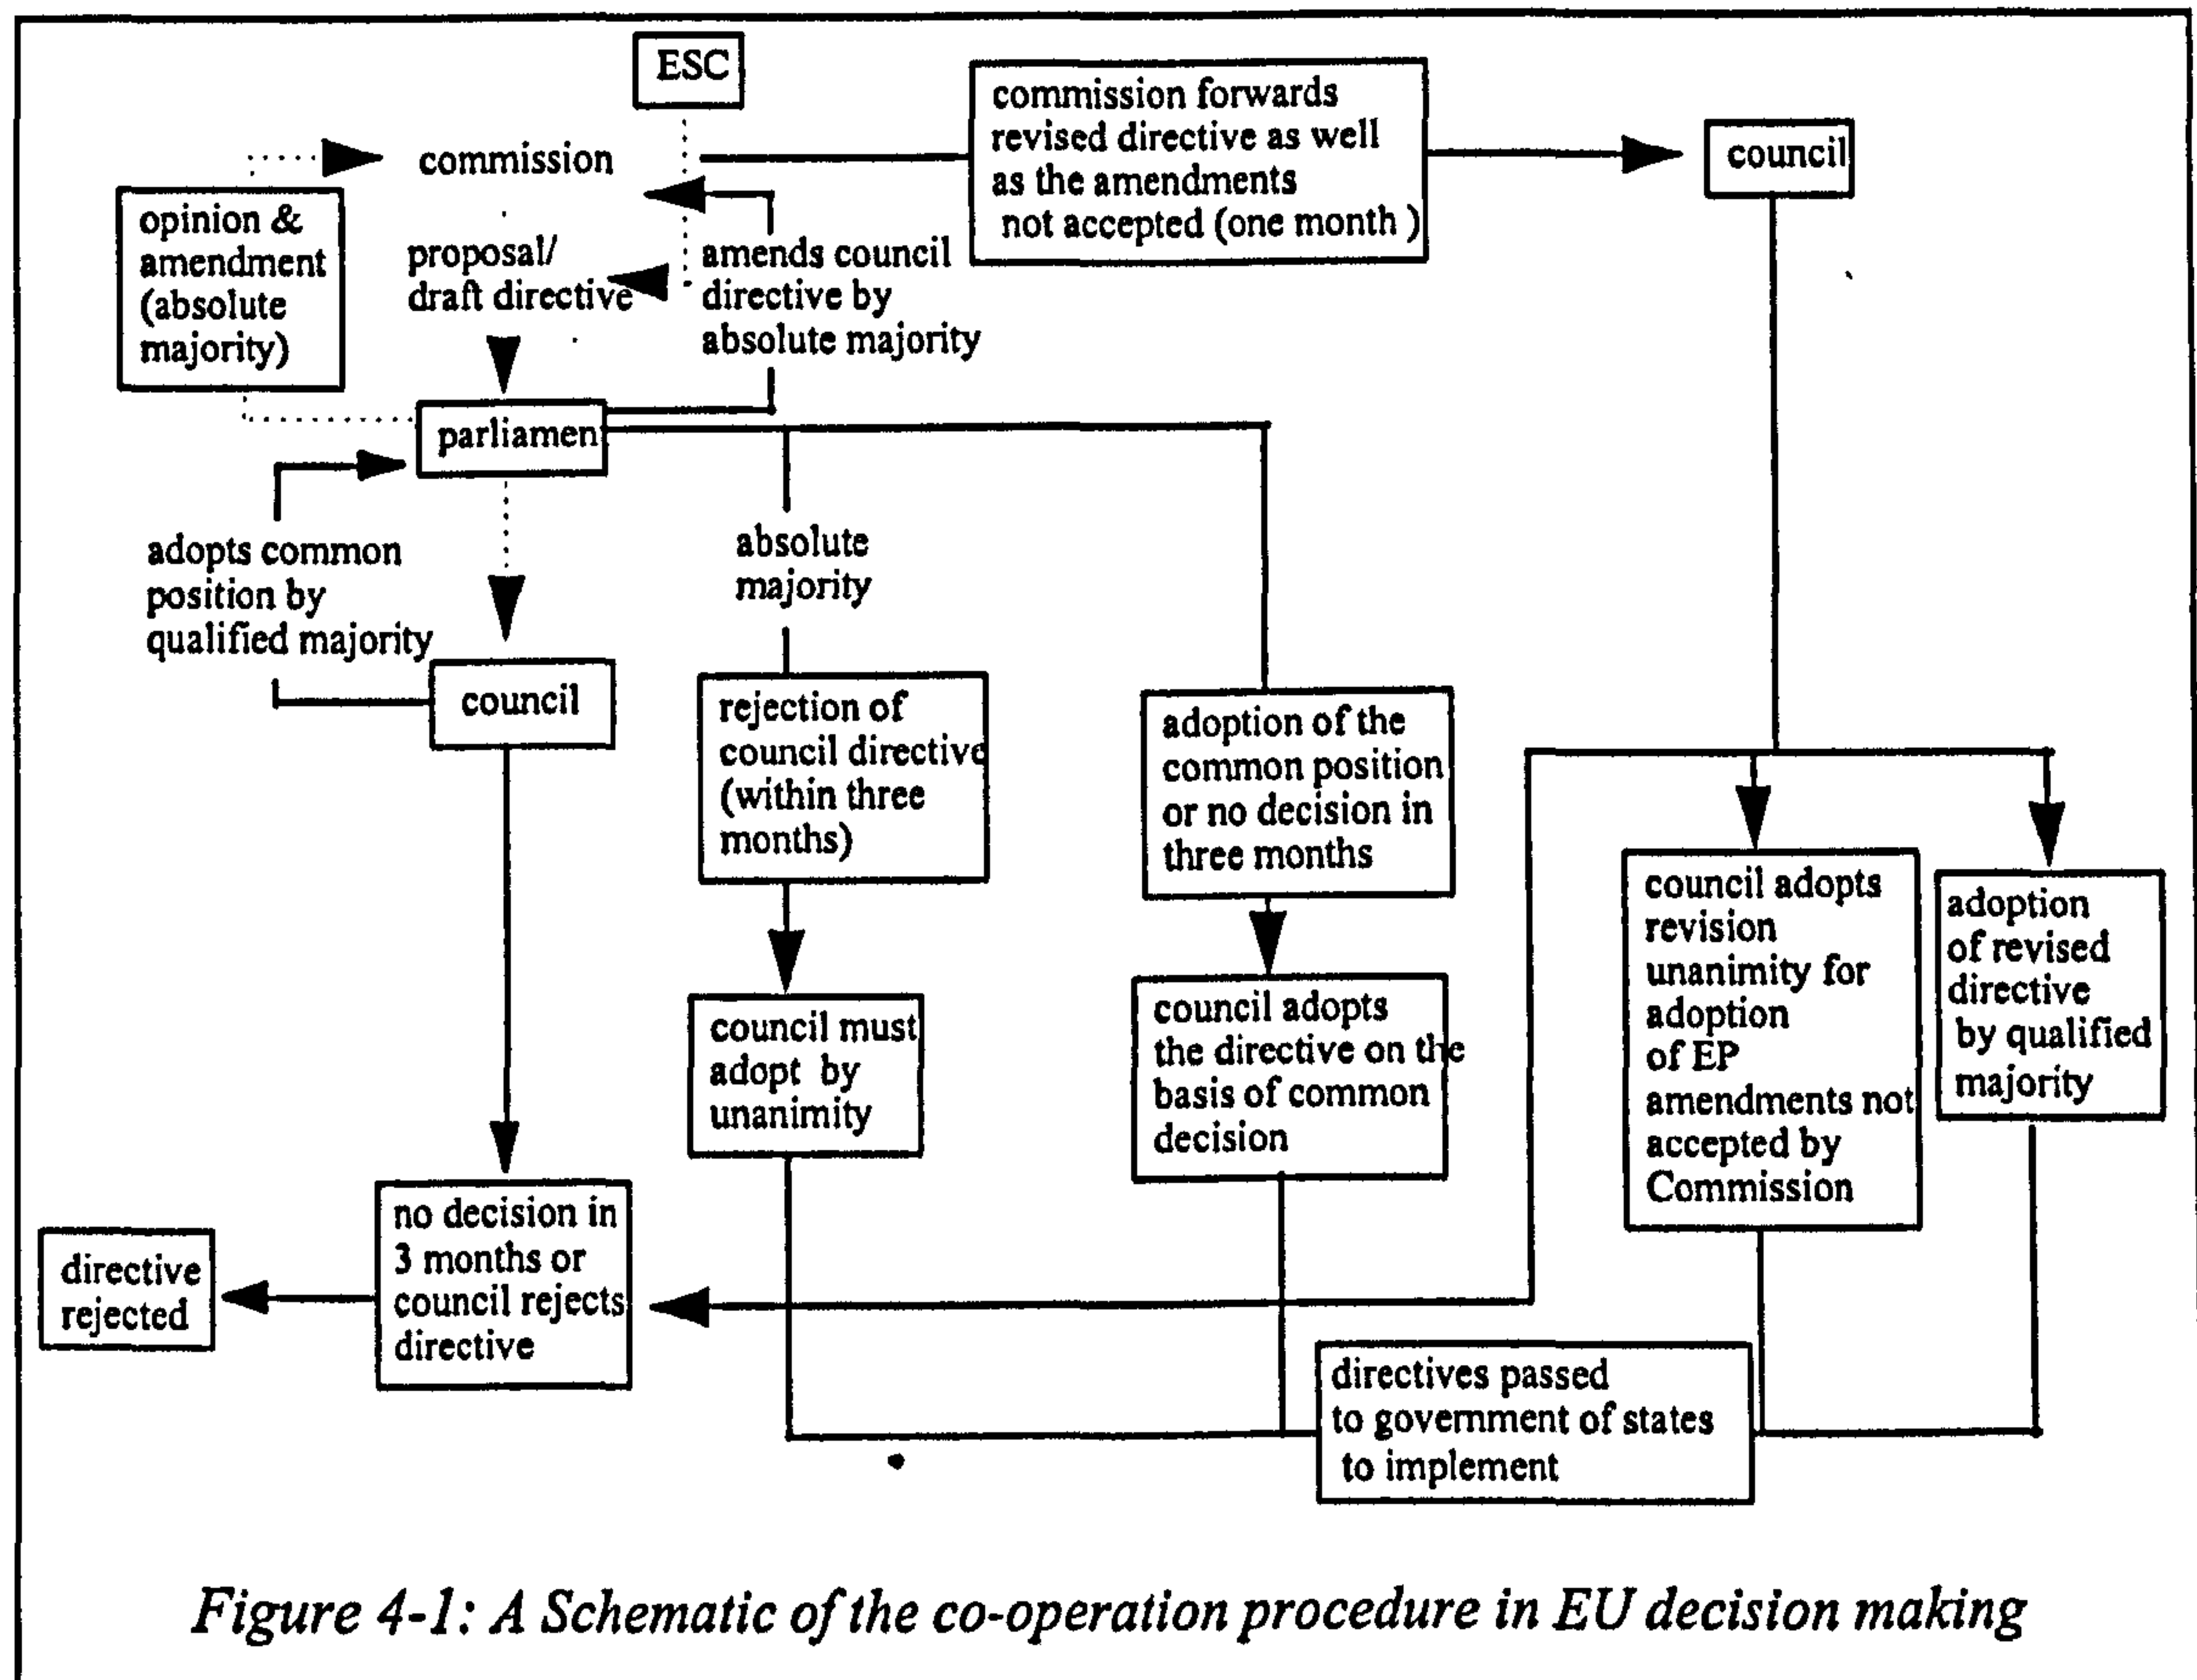 ESC
commission forwards
revised directive as well
as the amendments
not accepted (one month )
council
commission
opinion &
amendment
(absolute
majority)
proposal/
draft directive
amends council
directive by
absolute majority
parliamen
adopts common
position by
qualified majority
absolute
majority
council
rejection of
council directive
(within three
months)
adoption of the
common position
or no decision in
three months
council adopts
revision
unanimity for
adoption
of EP
amendments not
accepted by
Commission
adoption
of revised
directive
by qualified
majority
council must
adopt by
unanimity
council adopts
the directive on the
basis of common
decision
no decision in
3 months or
council rejects
directive
directive
rejected
directives passed
to government of states
to implement
Figure 4-1: A Schematic of the co-operation procedure in EU decision making